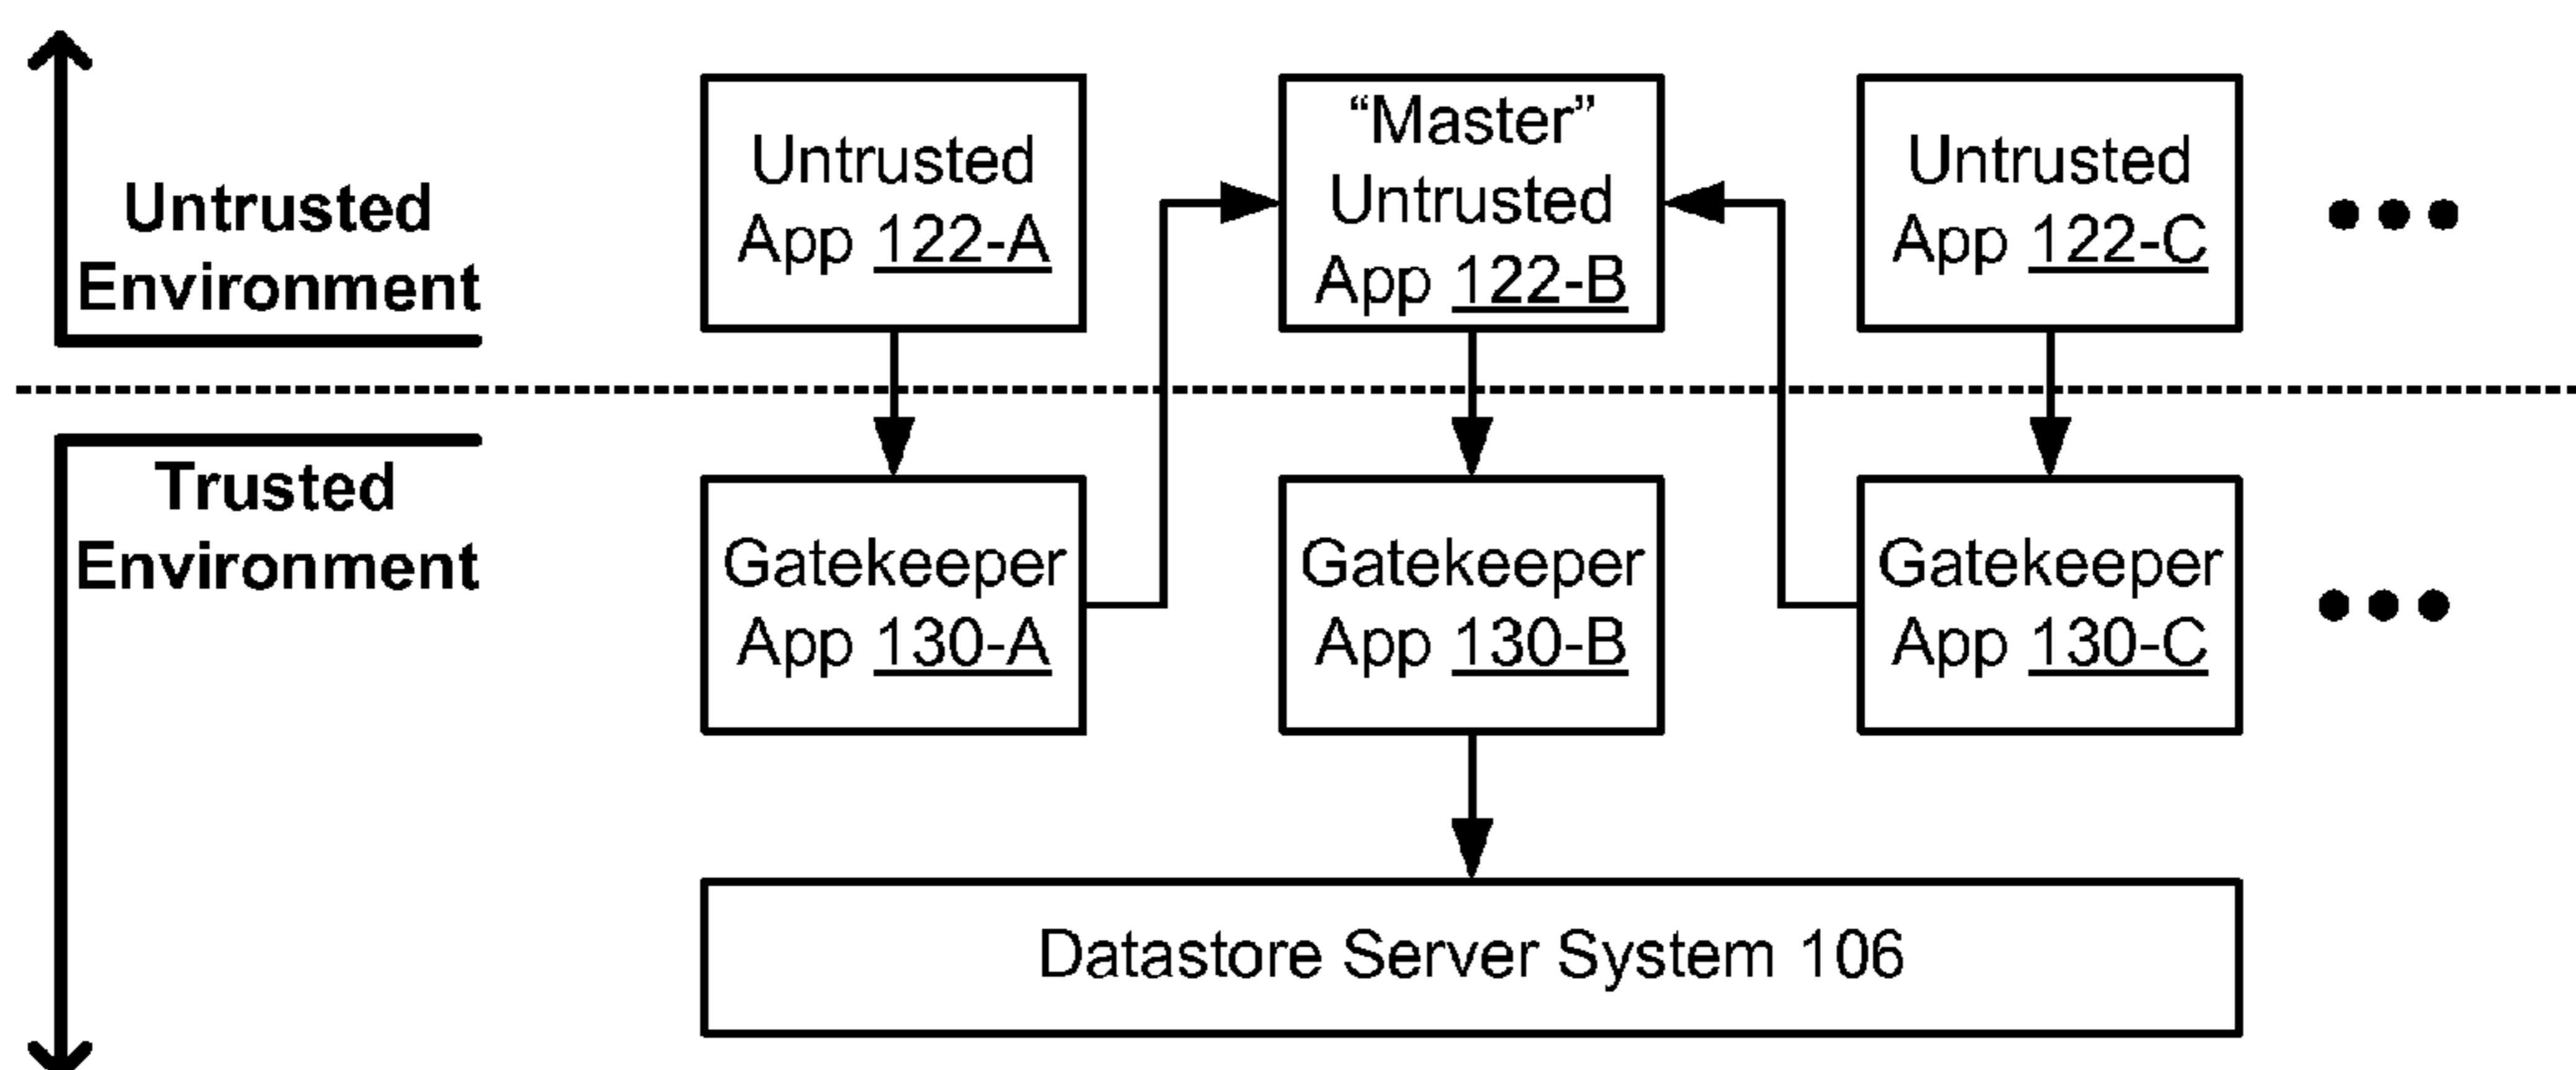 Untrusted
Environment
Untrusted
App 122-A
“Master”
Untrusted
App 122-B
Untrusted
App 122-C
Trusted
Environment
Gatekeeper
App 130-A
Gatekeeper
App 130-B
Gatekeeper
App 130-C
Datastore Server System 106